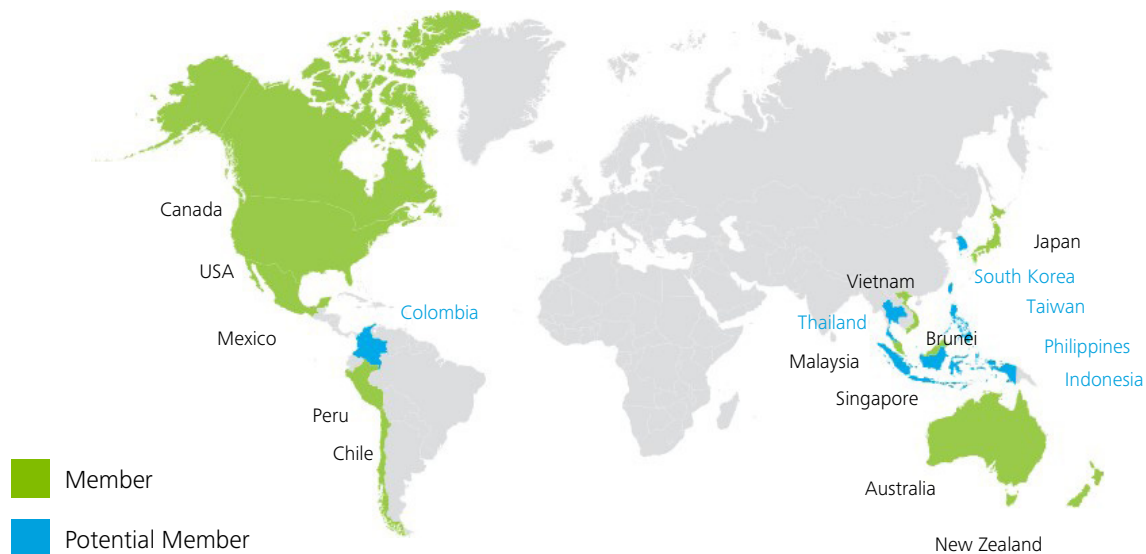 Canada
USA
Mexico
Colombia
Peru
Chile
Japan
South Korea
Taiwan
Vietnam
Thailand
Brunei
Philippines
Malaysia
Indonesia
Singapore
Australia
New Zealand
Member
Potential Member